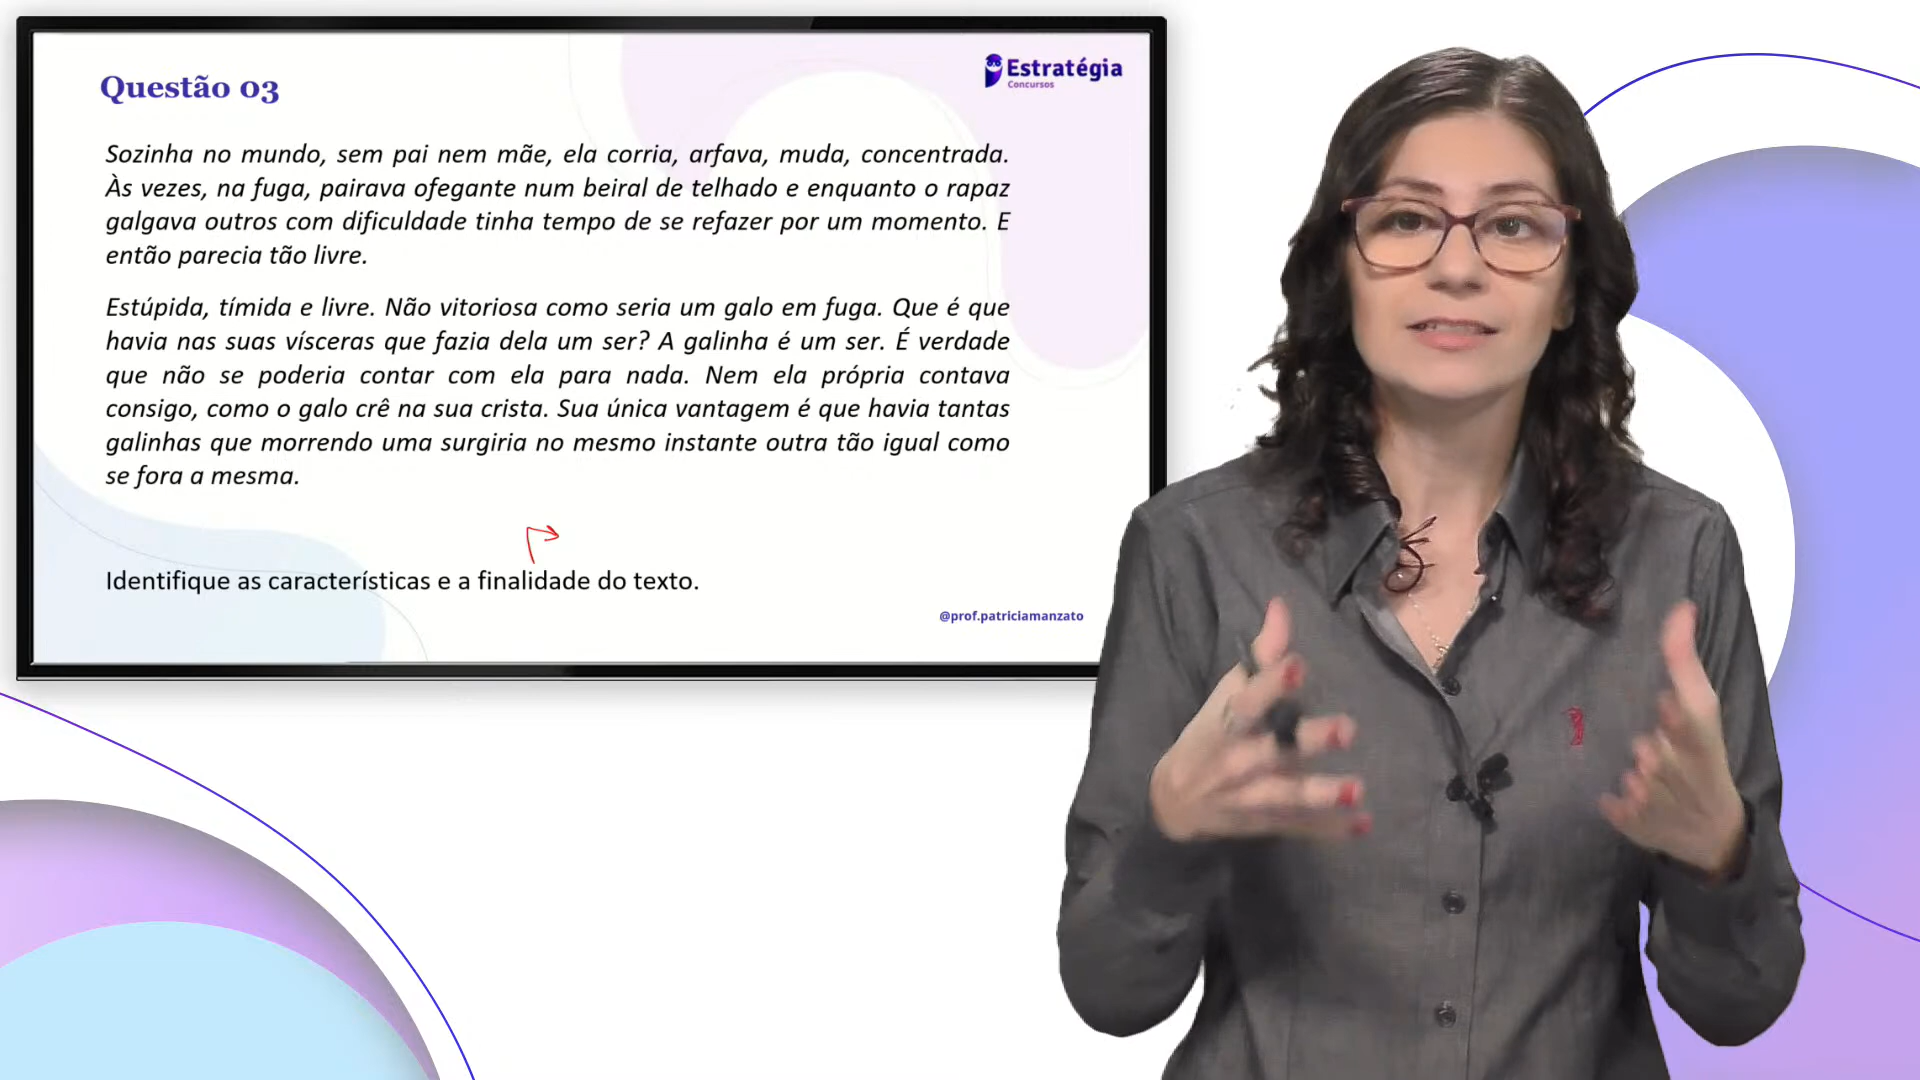 Questão 03
Estratégia
Concursos
Sozinha no mundo, sem pai nem mãe, ela corria, arfava, muda, concentrada.
Às vezes, na fuga, pairava ofegante num beiral de telhado e enquanto o rapaz
galgava outros com dificuldade tinha tempo de se refazer por um momento. E
então parecia tão livre.
Estúpida, tímida e livre. Não vitoriosa como seria um galo em fuga. Que é que
havia nas suas vísceras que fazia dela um ser? A galinha é um ser. É verdade
que não se poderia contar com ela para nada. Nem ela própria contava
consigo, como o galo crê na sua crista. Sua única vantagem é que havia tantas
galinhas que morrendo uma surgiria no mesmo instante outra tão igual como
se fora a mesma.
Identifique as características e a finalidade do texto.
@prof.patriciamanzato